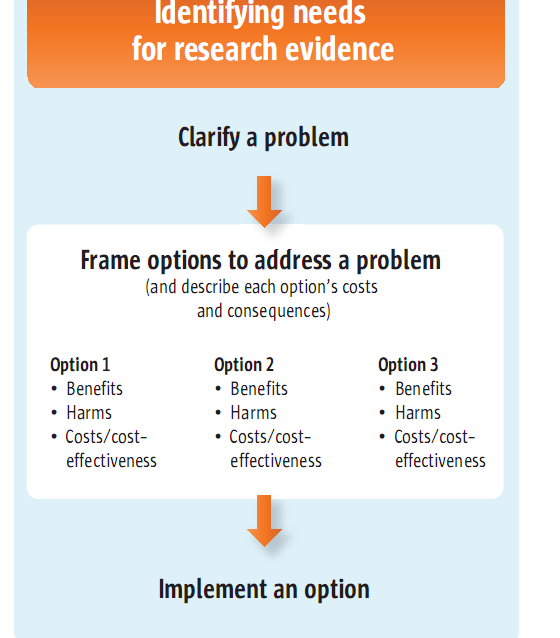 Identifying needs
for research evidence
Clarify a problem
Frame options to address a problem
(and describe each option's costs
and consequences)
Option 1
• Benefits
• Harms
• Costs/cost–
effectiveness
Option 2
• Benefits
• Harms
• Costs/cost–
effectiveness
Option 3
• Benefits
• Harms
• Costs/cost–
effectiveness
Implement an option